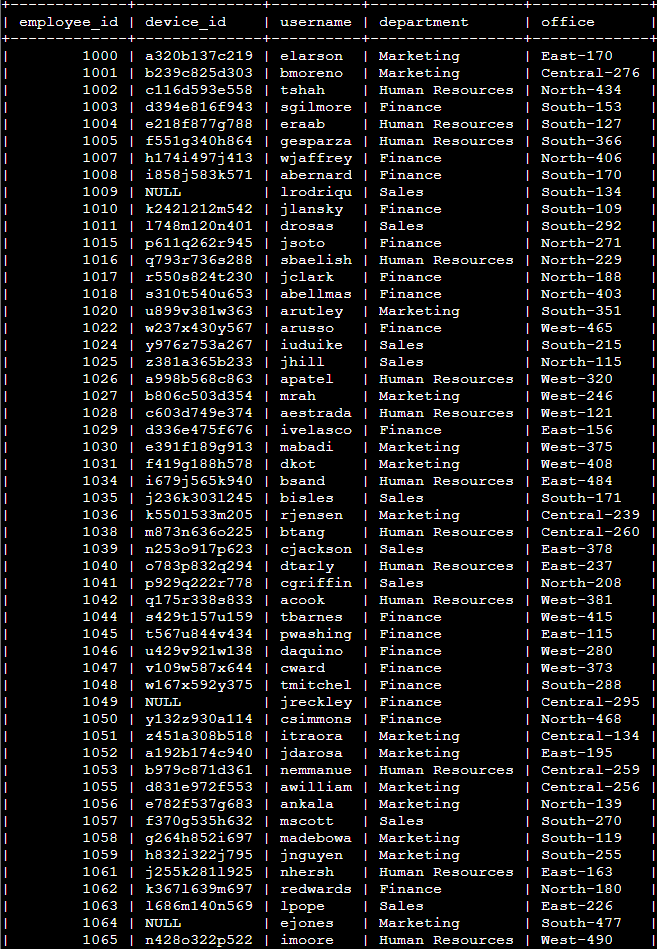 +-------------+--------------+----------+-----------------+-------------+
| employee_id | device_id | username | department | office |
+-------------+--------------+----------+-----------------+-------------+
| 1000 | a320b137c219 | elarson | Marketing | East-170 |
| 1001 | b239c825d303 | bmoreno | Marketing | Central-276 |
| 1002 | c116d593e558 | tshah | Human Resources | North-434 |
| 1003 | d394e816f943 | sgilmore | Finance | South-153 |
| 1004 | e218f877g788 | eraab | Human Resources | South-127 |
| 1005 | f551g340h864 | gesparza | Human Resources | South-366 |
| 1007 | h174i497j413 | wjaffrey | Finance | North-406 |
| 1008 | i858j583k571 | abernard | Finance | South-170 |
| 1009 | NULL | lrodriqu | Sales | South-134 |
| 1010 | k242l212m542 | jlansky | Finance | South-109 |
| 1011 | l748m120n401 | drosas | Sales | South-292 |
| 1015 | p611q262r945 | jsoto | Finance | North-271 |
| 1016 | q793r736s288 | sbaelish | Human Resources | North-229 |
| 1017 | r550s824t230 | jclark | Finance | North-188 |
| 1018 | s310t540u653 | abellmas | Finance | North-403 |
| 1020 | u899v381w363 | arutley | Marketing | South-351 |
| 1022 | w237x430y567 | arusso | Finance | West-465 |
| 1024 | y976z753a267 | iuduike | Sales | South-215 |
| 1025 | z381a365b233 | jhill | Sales | North-115 |
| 1026 | a998b568c863 | apatel | Human Resources | West-320 |
| 1027 | b806c503d354 | mrah | Marketing | West-246 |
| 1028 | c603d749e374 | aestrada | Human Resources | West-121 |
| 1029 | d336e475f676 | ivelasco | Finance | East-156 |
| 1030 | e391f189g913 | mabadi | Marketing | West-375 |
| 1031 | f419g188h578 | dkot | Marketing | West-408 |
| 1034 | i679j565k940 | bsand | Human Resources | East-484 |
| 1035 | j236k303l245 | bisles | Sales | South-171 |
| 1036 | k550l533m205 | rjensen | Marketing | Central-239 |
| 1038 | m873n636o225 | btang | Human Resources | Central-260 |
| 1039 | n253o917p623 | cjackson | Sales | East-378 |
| 1040 | o783p832q294 | dtarly | Human Resources | East-237 |
| 1041 | p929q222r778 | cgriffin | Sales | North-208 |
| 1042 | q175r338s833 | acook | Human Resources | West-381 |
| 1044 | s429t157u159 | tbarnes | Finance | West-415 |
| 1045 | t567u844v434 | pwashing | Finance | East-115 |
| 1046 | u429v921w138 | daquino | Finance | West-280 |
| 1047 | v109w587x644 | cward | Finance | West-373 |
| 1048 | w167x592y375 | tmitchel | Finance | South-288 |
| 1049 | NULL | jreckley | Finance | Central-295 |
| 1050 | y132z930a114 | csimmons | Finance | North-468 |
| 1051 | z451a308b518 | itraora | Marketing | Central-134 |
| 1052 | a192b174c940 | jdarosa | Marketing | East-195 |
| 1053 | b979c871d361 | nemmanue | Human Resources | Central-259 |
| 1055 | d831e972f553 | awilliam | Marketing | Central-256 |
| 1056 | e782f537g683 | ankala | Marketing | North-139 |
| 1057 | f370g535h632 | mscott | Sales | South-270 |
| 1058 | g264h852i697 | madebowa | Marketing | South-119 |
| 1059 | h832i322j795 | jnguyen | Marketing | South-255 |
| 1061 | j255k281l925 | nhersh | Human Resources | East-163 |
| 1062 | k367l639m697 | redwards | Finance | North-180 |
| 1063 | l686m140n569 | lpope | Sales | East-226 |
| 1064 | NULL | ejones | Marketing | South-477 |
| 1065 | n428o322p522 | imoore | Human Resources | West-490 |